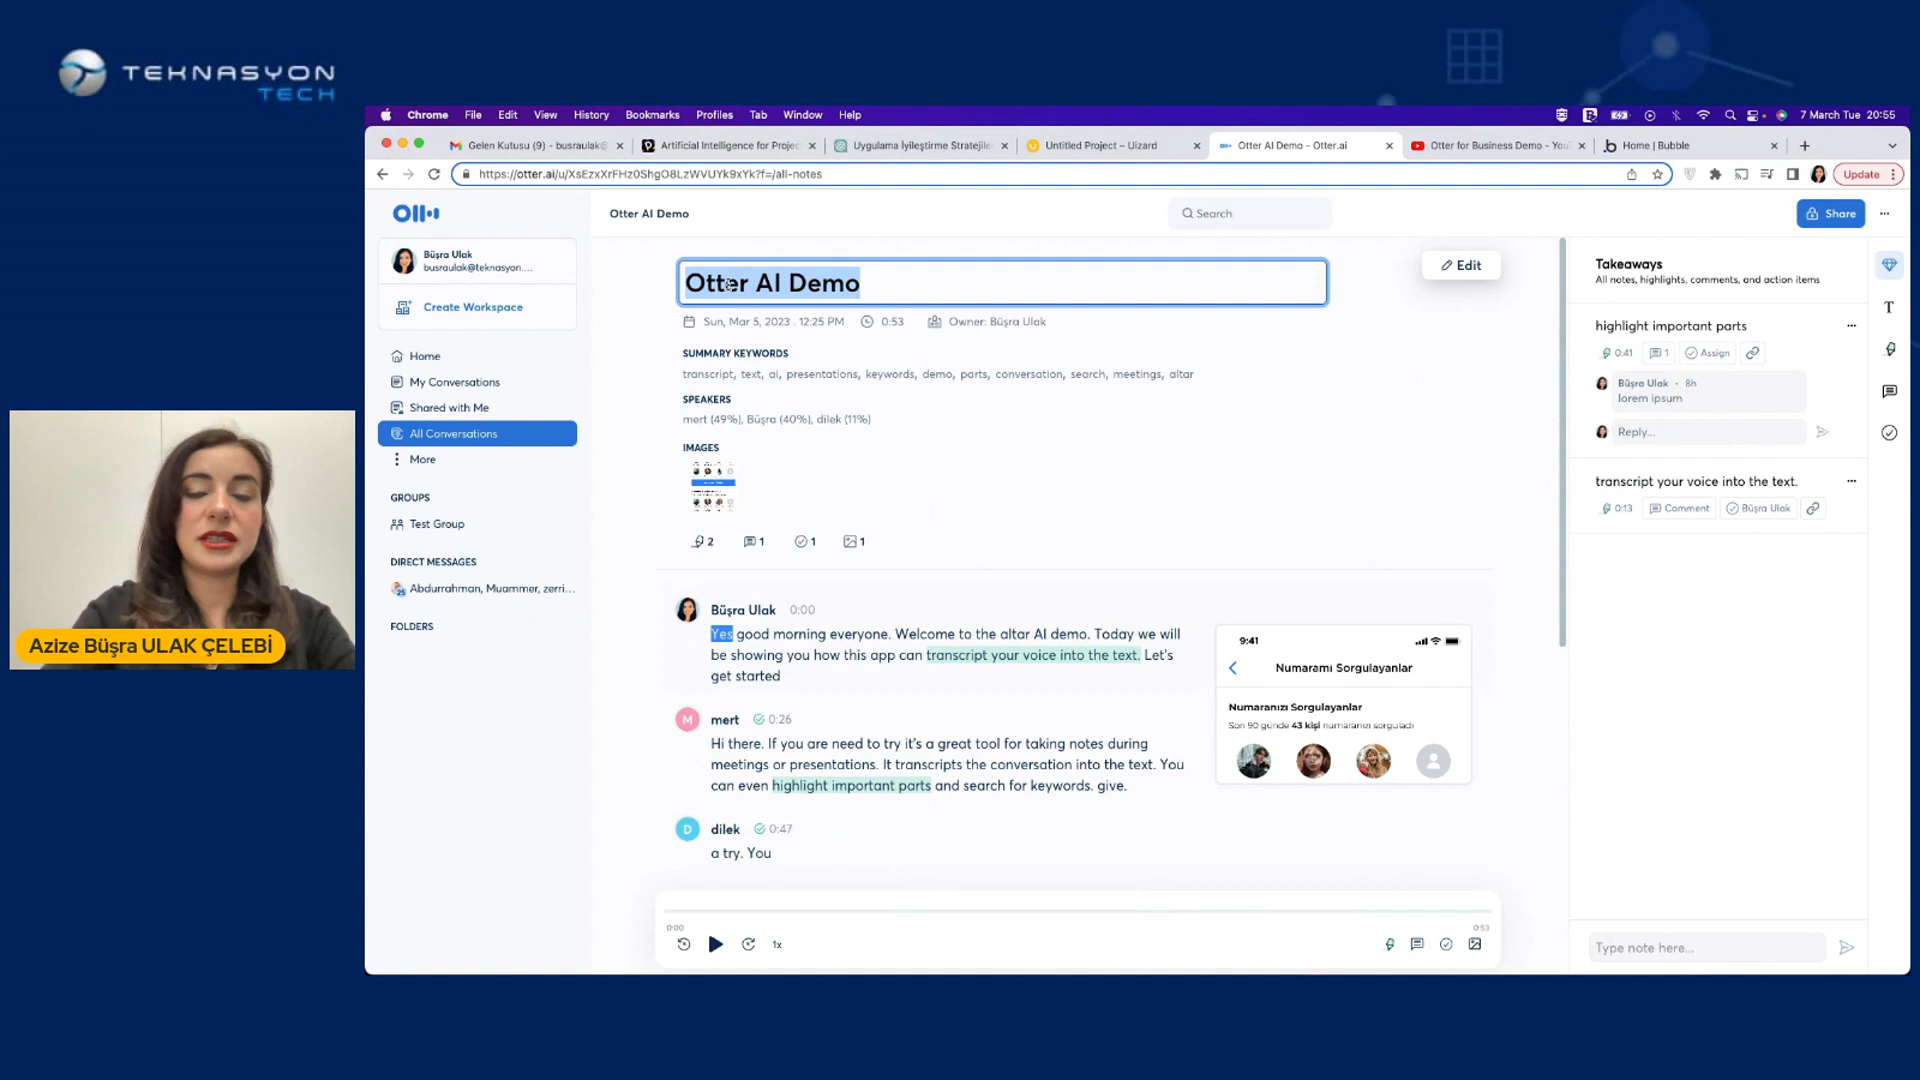 TEKNASYON
TECH
Chrome File Edit View History Bookmarks Profiles Tab Window Help
7 March Tue 20:55
Gelen Kutusu (9) - busraulak@
Artificial Intelligence for Projec
Uygulama İyileştirme Stratejile
Untitled Project – Uizard
Otter AI Demo - Otter.ai
Otter for Business Demo - You
Home | Bubble
https://otter.ai/u/XsEzxXrFHz0ShgO8LzWVUYk9xYk?f=/all-notes
Update
Otter AI Demo
Search
Share
Büşra Ulak
busraulak@teknasyon....
Create Workspace
Home
My Conversations
Shared with Me
All Conversations
More
GROUPS
Test Group
DIRECT MESSAGES
25
Abdurrahman, Muammer, zerri...
FOLDERS
Otter AI Demo
Edit
Sun, Mar 5, 2023 . 12:25 PM 0:53 Owner: Büşra Ulak
SUMMARY KEYWORDS
transcript, text, ai, presentations, keywords, demo, parts, conversation, search, meetings, altar
SPEAKERS
mert (49%), Büşra (40%), dilek (11%)
IMAGES
2 1 1 1
Büşra Ulak 0:00
Yes good morning everyone. Welcome to the altar AI demo. Today we will
be showing you how this app can transcript your voice into the text. Let's
get started
M mert 0:26
Hi there. If you are need to try it's a great tool for taking notes during
meetings or presentations. It transcripts the conversation into the text. You
can even highlight important parts and search for keywords. give.
D dilek 0:47
a try. You
9:41
Numaramı Sorgulayanlar
Numaranızı Sorgulayanlar
Son 90 günde 43 kişi numaranızı sorguladı
0:00
0:53
1x
Takeaways
All notes, highlights, comments, and action items
T
highlight important parts
0:41 1 Assign
Büşra Ulak • 8h
lorem ipsum
Reply...
transcript your voice into the text.
0:13 Comment Büşra Ulak
Type note here...
Azize Büşra ULAK ÇELEBİ